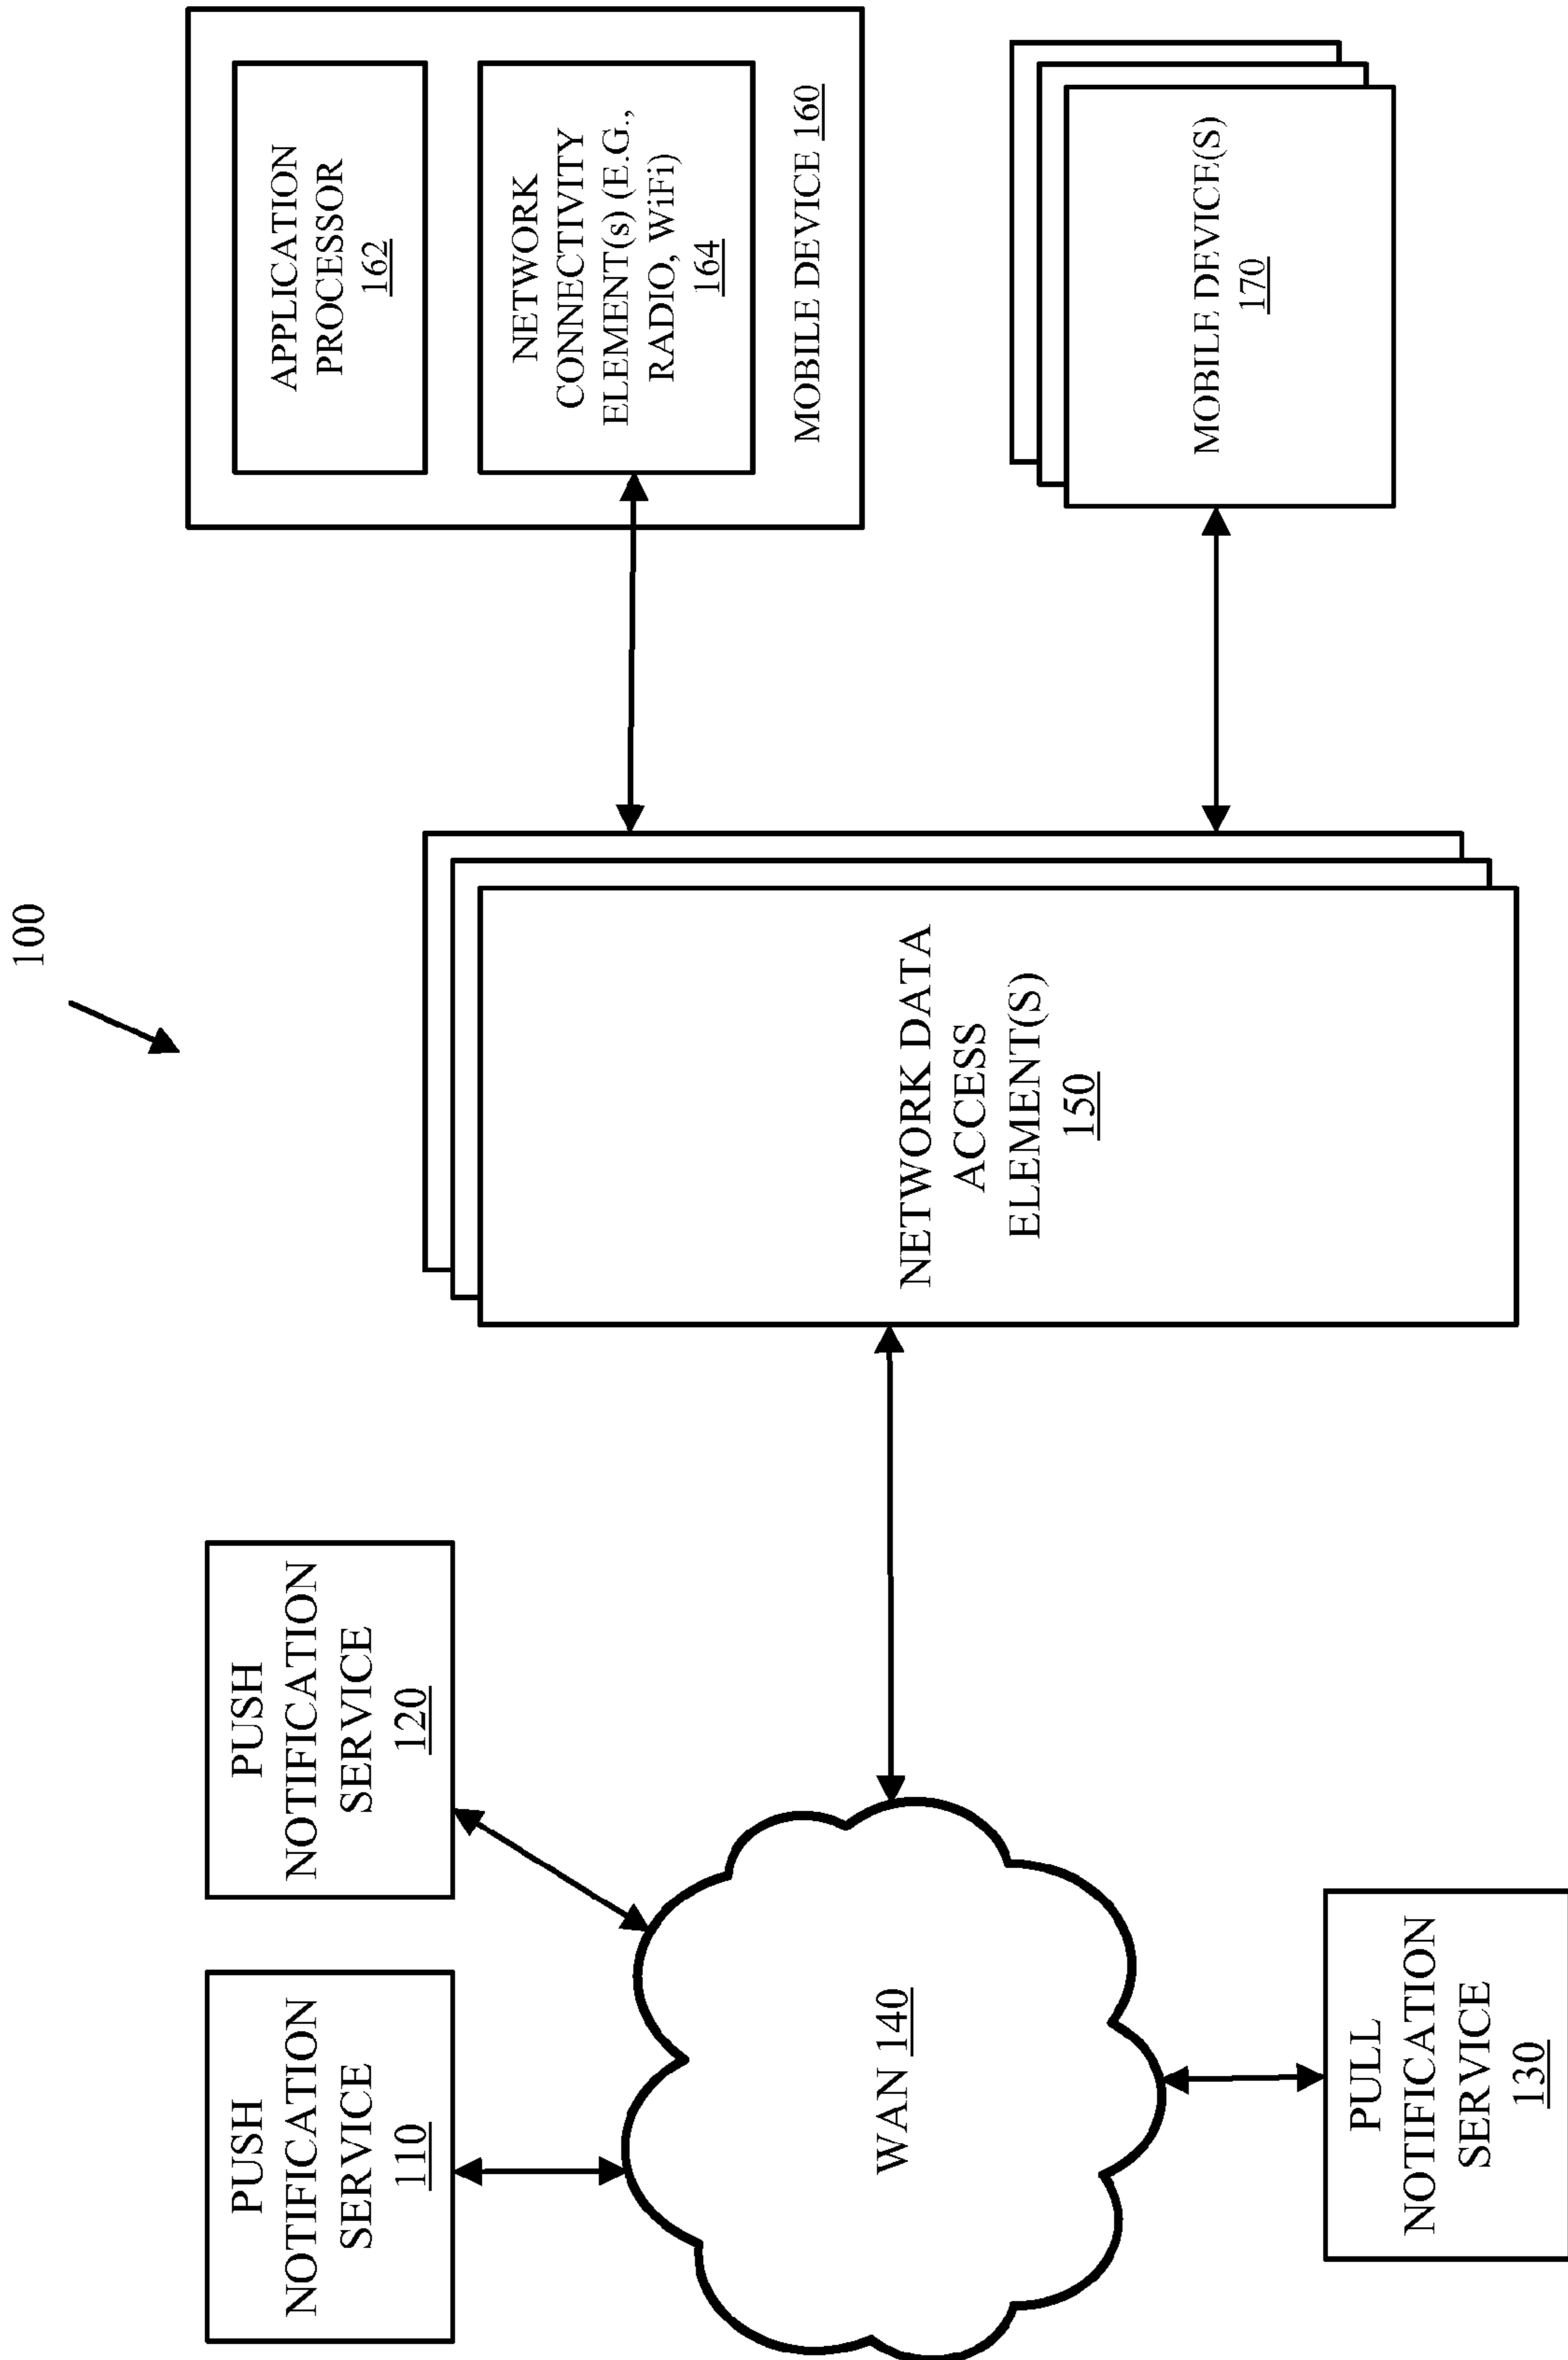 100
PUSH
NOTIFICATION
SERVICE
110
PUSH
NOTIFICATION
SERVICE
120
WAN 140
PULL
NOTIFICATION
SERVICE
130
NETWORK DATA
ACCESS
ELEMENT(S)
150
APPLICATION
PROCESSOR
162
NETWORK
CONNECTIVITY
ELEMENT(s) (E.G.,
RADIO, WiFi)
164
MOBILE DEVICE 160
MOBILE DEVICE(S)
170